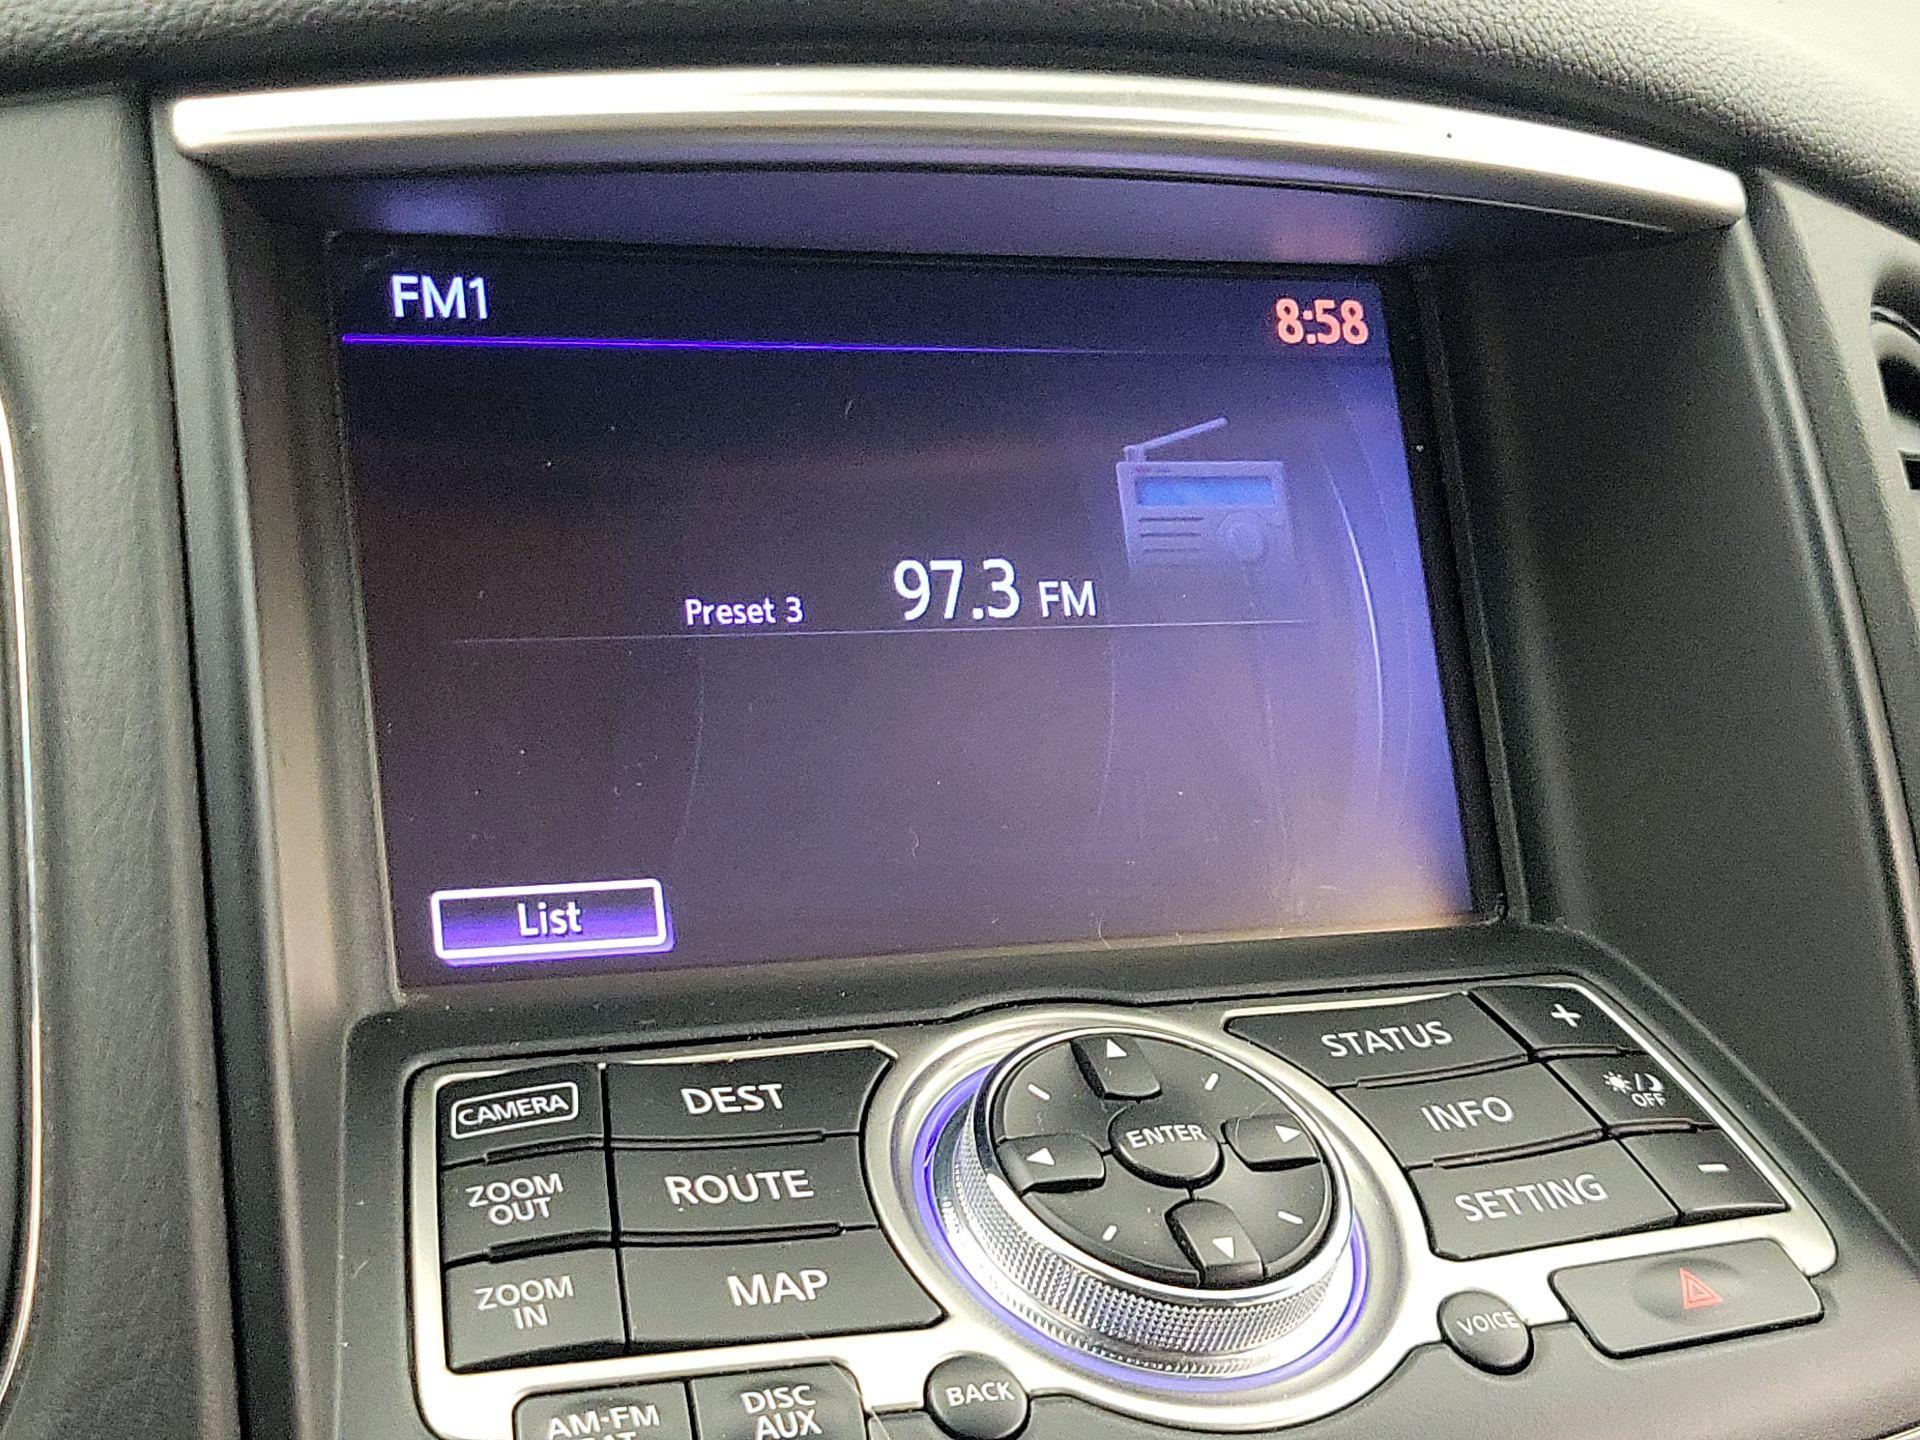 FM1
8:58
Preset 3 97.3 FM
List
CAMERA
DEST
ZOOM
OUT
ROUTE
ZOOM
IN
MAP
ENTER
STATUS
+
INFO
OFF
SETTING
-
VOICE
BACK
AM-FM
DISC
AUX